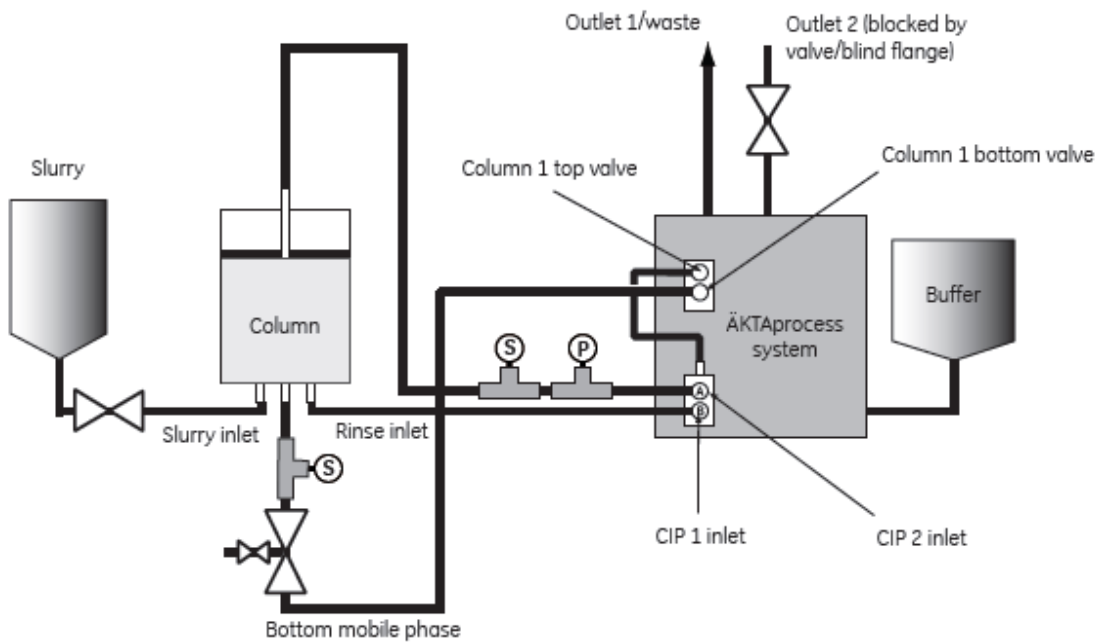 Outlet 1/waste
Outlet 2 (blocked by
valve/blind flange)
Slurry
Column 1 top valve
Column 1 bottom valve
Buffer
Column
ÄKTAprocess
system
S
P
A
B
Slurry inlet
Rinse inlet
S
CIP 1 inlet
CIP 2 inlet
Bottom mobile phase